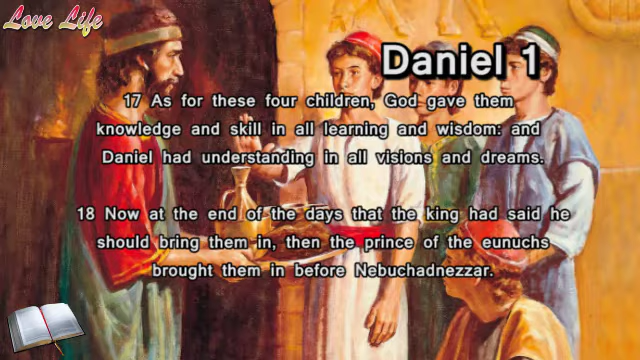 Love Life
Daniel 1
17 As for these four children, God gave them
knowledge and skill in all learning and wisdom: and
Daniel had understanding in all visions and dreams.
18 Now at the end of the days that the king had said he
should bring them in, then the prince of the eunuchs
brought them in before Nebuchadnezzar.